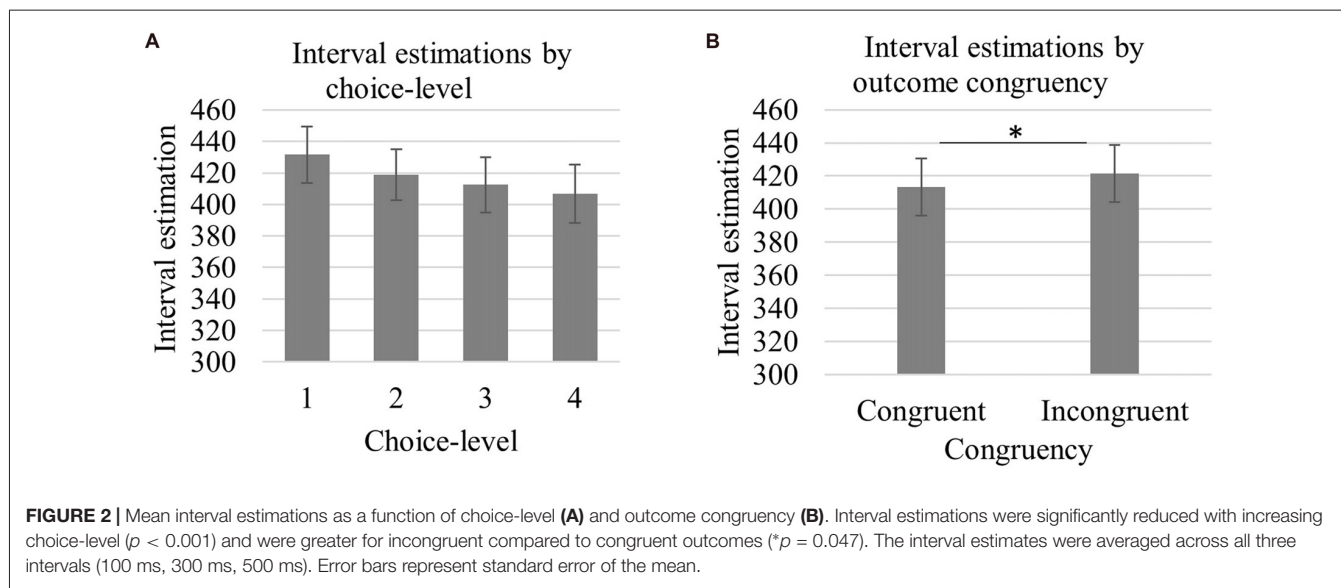 A
Interval estimations by
choice-level
Interval estimation
460
440
420
400
380
360
340
320
300
1 2 3 4
Choice-level
B
Interval estimations by
outcome congruency
Interval estimation
460
440
420
400
380
360
340
320
300
*
Congruent Incongruent
Congruency
FIGURE 2 | Mean interval estimations as a function of choice-level (A) and outcome congruency (B). Interval estimations were significantly reduced with increasing
choice-level (p < 0.001) and were greater for incongruent compared to congruent outcomes (*p = 0.047). The interval estimates were averaged across all three
intervals (100 ms, 300 ms, 500 ms). Error bars represent standard error of the mean.